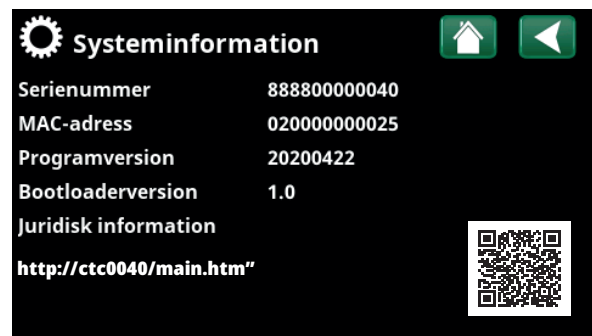 Systeminformation
Serienummer 888800000040
MAC-adress 020000000025
Programversion 20200422
Bootloaderversion 1.0
Juridisk information
http://ctc0040/main.htm”